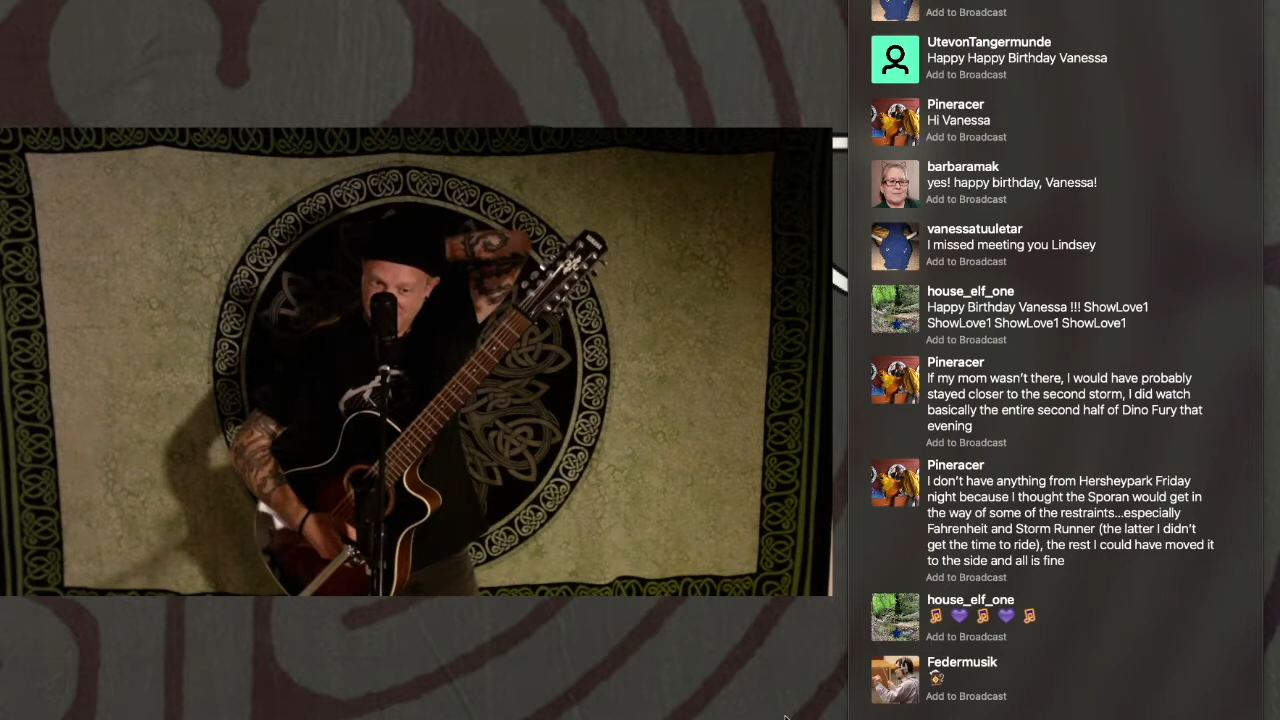 Add to Broadcast
UtevonTangermunde
Happy Happy Birthday Vanessa
Add to Broadcast
Pineracer
Hi Vanessa
Add to Broadcast
barbaramak
yes! happy birthday, Vanessa!
Add to Broadcast
vanessatuuletar
I missed meeting you Lindsey
Add to Broadcast
house_elf_one
Happy Birthday Vanessa !!! ShowLove1
ShowLove1 ShowLove1 ShowLove1
Add to Broadcast
Pineracer
If my mom wasn't there, I would have probably
stayed closer to the second storm, I did watch
basically the entire second half of Dino Fury that
evening
Add to Broadcast
Pineracer
I don't have anything from Hersheypark Friday
night because I thought the Sporan would get in
the way of some of the restraints...especially
Fahrenheit and Storm Runner (the latter I didn't
get the time to ride), the rest I could have moved it
to the side and all is fine
Add to Broadcast
house_elf_one
Add to Broadcast
Federmusik
Add to Broadcast